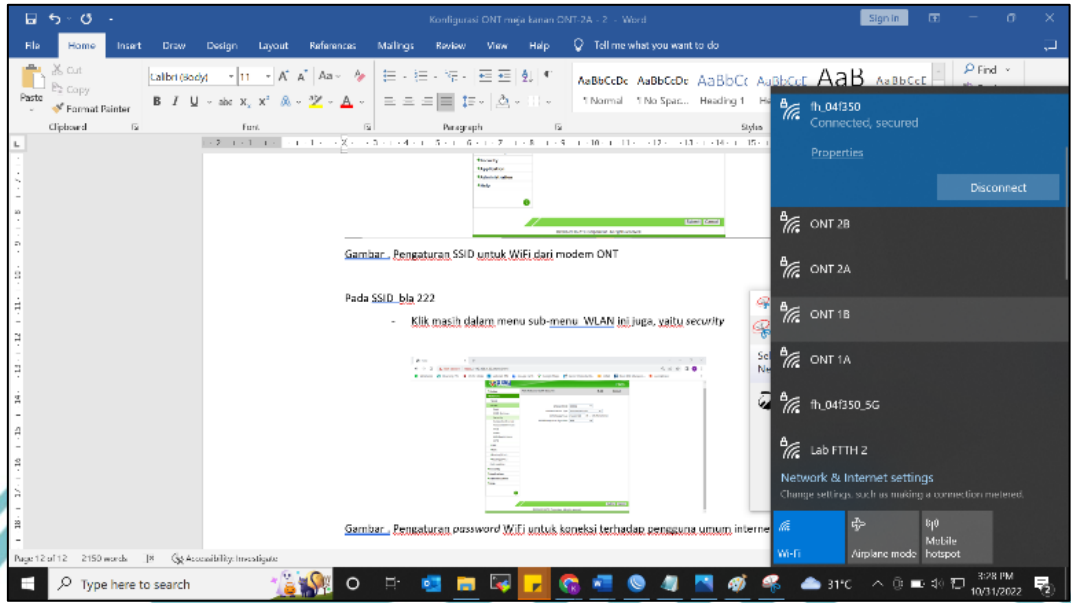 Konfigurasi ONT meja kanan ONT-2A - 2 - Word
Sign in
File Home Insert Draw Design Layout References Mailings Review View Help Tell me what you want to do
Paste
Cut
Copy
Format Painter
Clipboard
Calibri (Body) 11
Font
Paragraph
AaBbCcDc AaBbCcDc AaBbCc AaBbCcE AaB AaBbCcE
¶ Normal ¶ No Spac... Heading 1
Styles
Find
fh_04f350
Connected, secured
Properties
Disconnect
ONT 2B
ONT 2A
ONT 1B
ONT 1A
fh_04f350_5G
Lab FTTH 2
Network & Internet settings
Change settings, such as making a connection metered.
Wi-Fi
Airplane mode
Mobile hotspot
Gambar . Pengaturan SSID untuk WiFi dari modem ONT
Pada SSID bla 222
- Klik masih dalam menu sub-menu WLAN ini juga, yaitu security
Gambar . Pengaturan password WiFi untuk koneksi terhadap pengguna umum interne
Page 12 of 12 2150 words Accessibility: Investigate
Type here to search
31°C
3:28 PM
10/31/2022